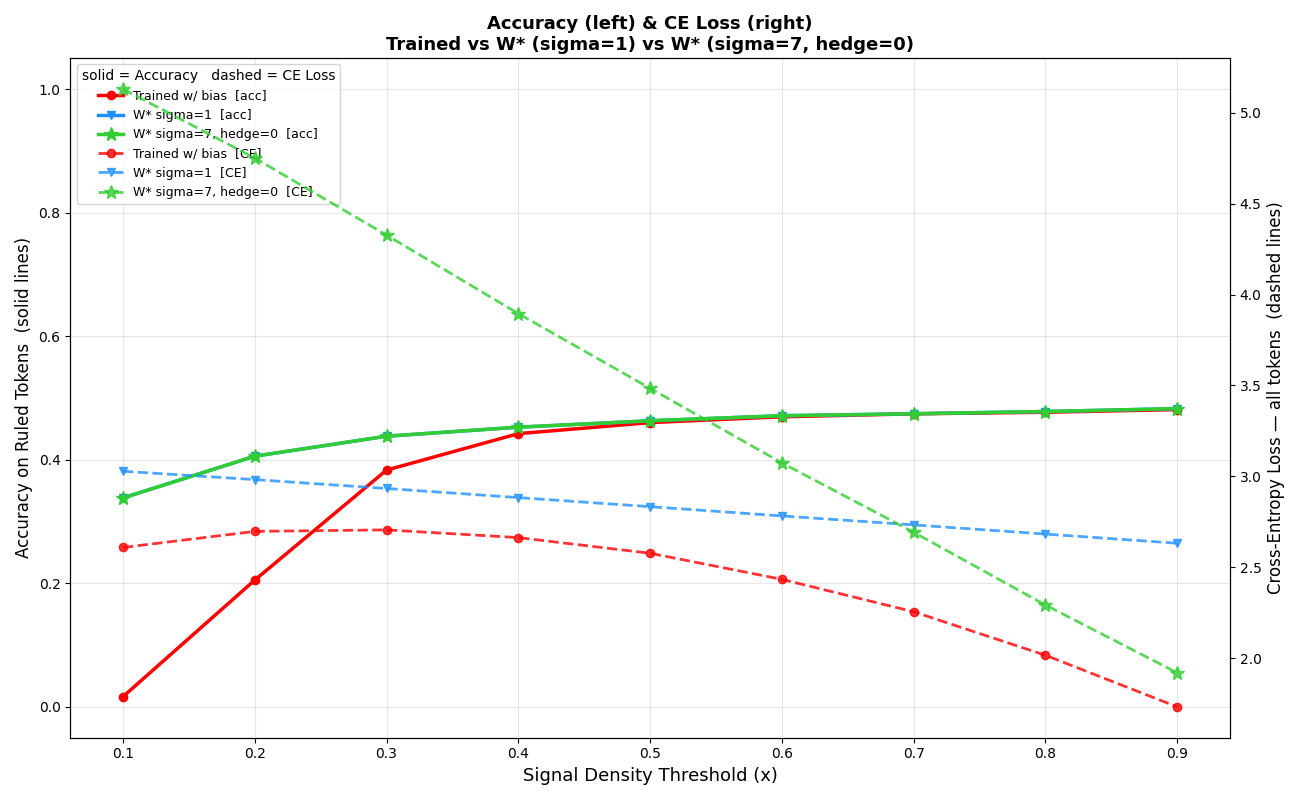 Accuracy (left) & CE Loss (right)
Trained vs W* (sigma=1) vs W* (sigma=7, hedge=0)
solid = Accuracy   dashed = CE Loss
Trained w/ bias  [acc]
W* sigma=1  [acc]
W* sigma=7, hedge=0  [acc]
Trained w/ bias  [CE]
W* sigma=1  [CE]
W* sigma=7, hedge=0  [CE]
Accuracy on Ruled Tokens  (solid lines)
1.0
0.8
0.6
0.4
0.2
0.0
5.0
4.5
4.0
3.5
3.0
2.5
2.0
Cross-Entropy Loss — all tokens  (dashed lines)
0.1 0.2 0.3 0.4 0.5 0.6 0.7 0.8 0.9
Signal Density Threshold (x)